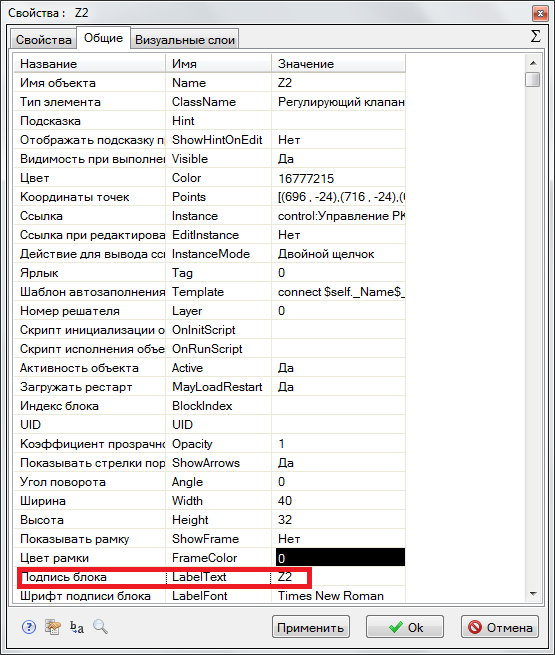 Свойства : Z2
Свойства Общие Визуальные слои Σ
Название Имя Значение
Имя объекта Name Z2
Тип элемента ClassName Регулирующий клапан
Подсказка Hint
Отображать подсказку п ShowHintOnEdit Нет
Видимость при выполнен Visible Да
Цвет Color 16777215
Координаты точек Points [(696 , -24),(716 , -24),(
Ссылка Instance control:Управление РК
Ссылка при редактирова EditInstance Нет
Действие для вывода сс InstanceMode Двойной щелчок
Ярлык Tag 0
Шаблон автозаполнения Template connect $self._Name$_
Номер решателя Layer 0
Скрипт инициализации о OnInitScript
Скрипт исполнения объе OnRunScript
Активность объекта Active Да
Загружать рестарт MayLoadRestart Да
Индекс блока BlockIndex
UID UID
Коэффициент прозрачно Opacity 1
Показывать стрелки пор ShowArrows Да
Угол поворота Angle 0
Ширина Width 40
Высота Height 32
Показывать рамку ShowFrame Нет
Цвет рамки FrameColor 0
Подпись блока LabelText Z2
Шрифт подписи блока LabelFont Times New Roman
Применить Ok Отмена